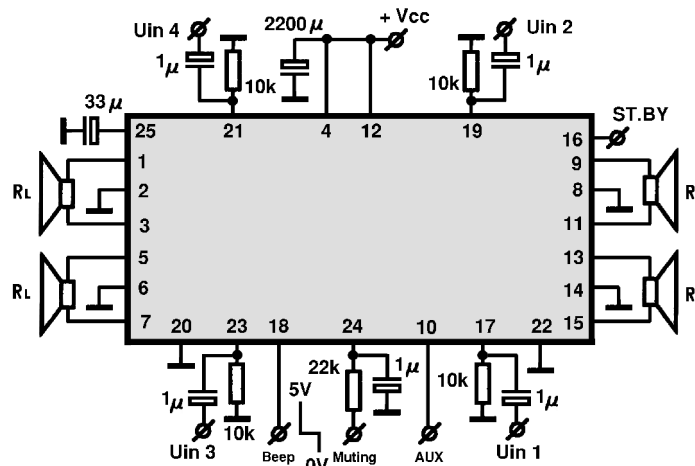 Uin 4
2200 µ
+ Vcc
Uin 2
1µ
10k
10k
1µ
33 µ
25
21
4
12
19
16
ST.BY
1
9
RL
2
8
R
3
11
5
13
RL
6
14
R
7
15
20
23
18
24
10
17
22
1µ
10k
5V
0V
22k
1µ
10k
1µ
Uin 3
Beep
Muting
AUX
Uin 1